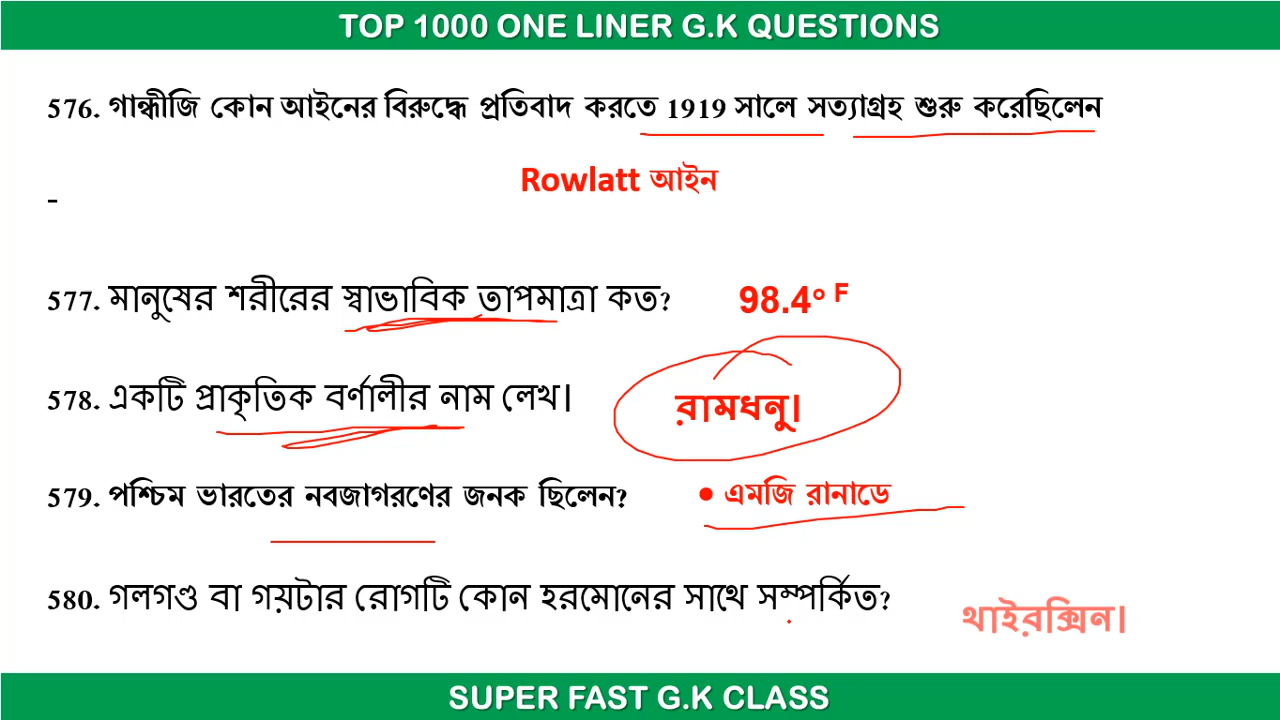 TOP 1000 ONE LINER G.K QUESTIONS
576. গান্ধীজি কোন আইনের বিরুদ্ধে প্রতিবাদ করতে 1919 সালে সত্যাগ্রহ শুরু করেছিলেন
-
Rowlatt আইন
577. মানুষের শরীরের স্বাভাবিক তাপমাত্রা কত? 98.4° F
578. একটি প্রাকৃতিক বর্ণালীর নাম লেখ। রামধনু।
579. পশ্চিম ভারতের নবজাগরণের জনক ছিলেন? • এমজি রানাডে
580. গলগণ্ড বা গয়টার রোগটি কোন হরমোনের সাথে সম্পর্কিত? থাইরক্সিন।
SUPER FAST G.K CLASS